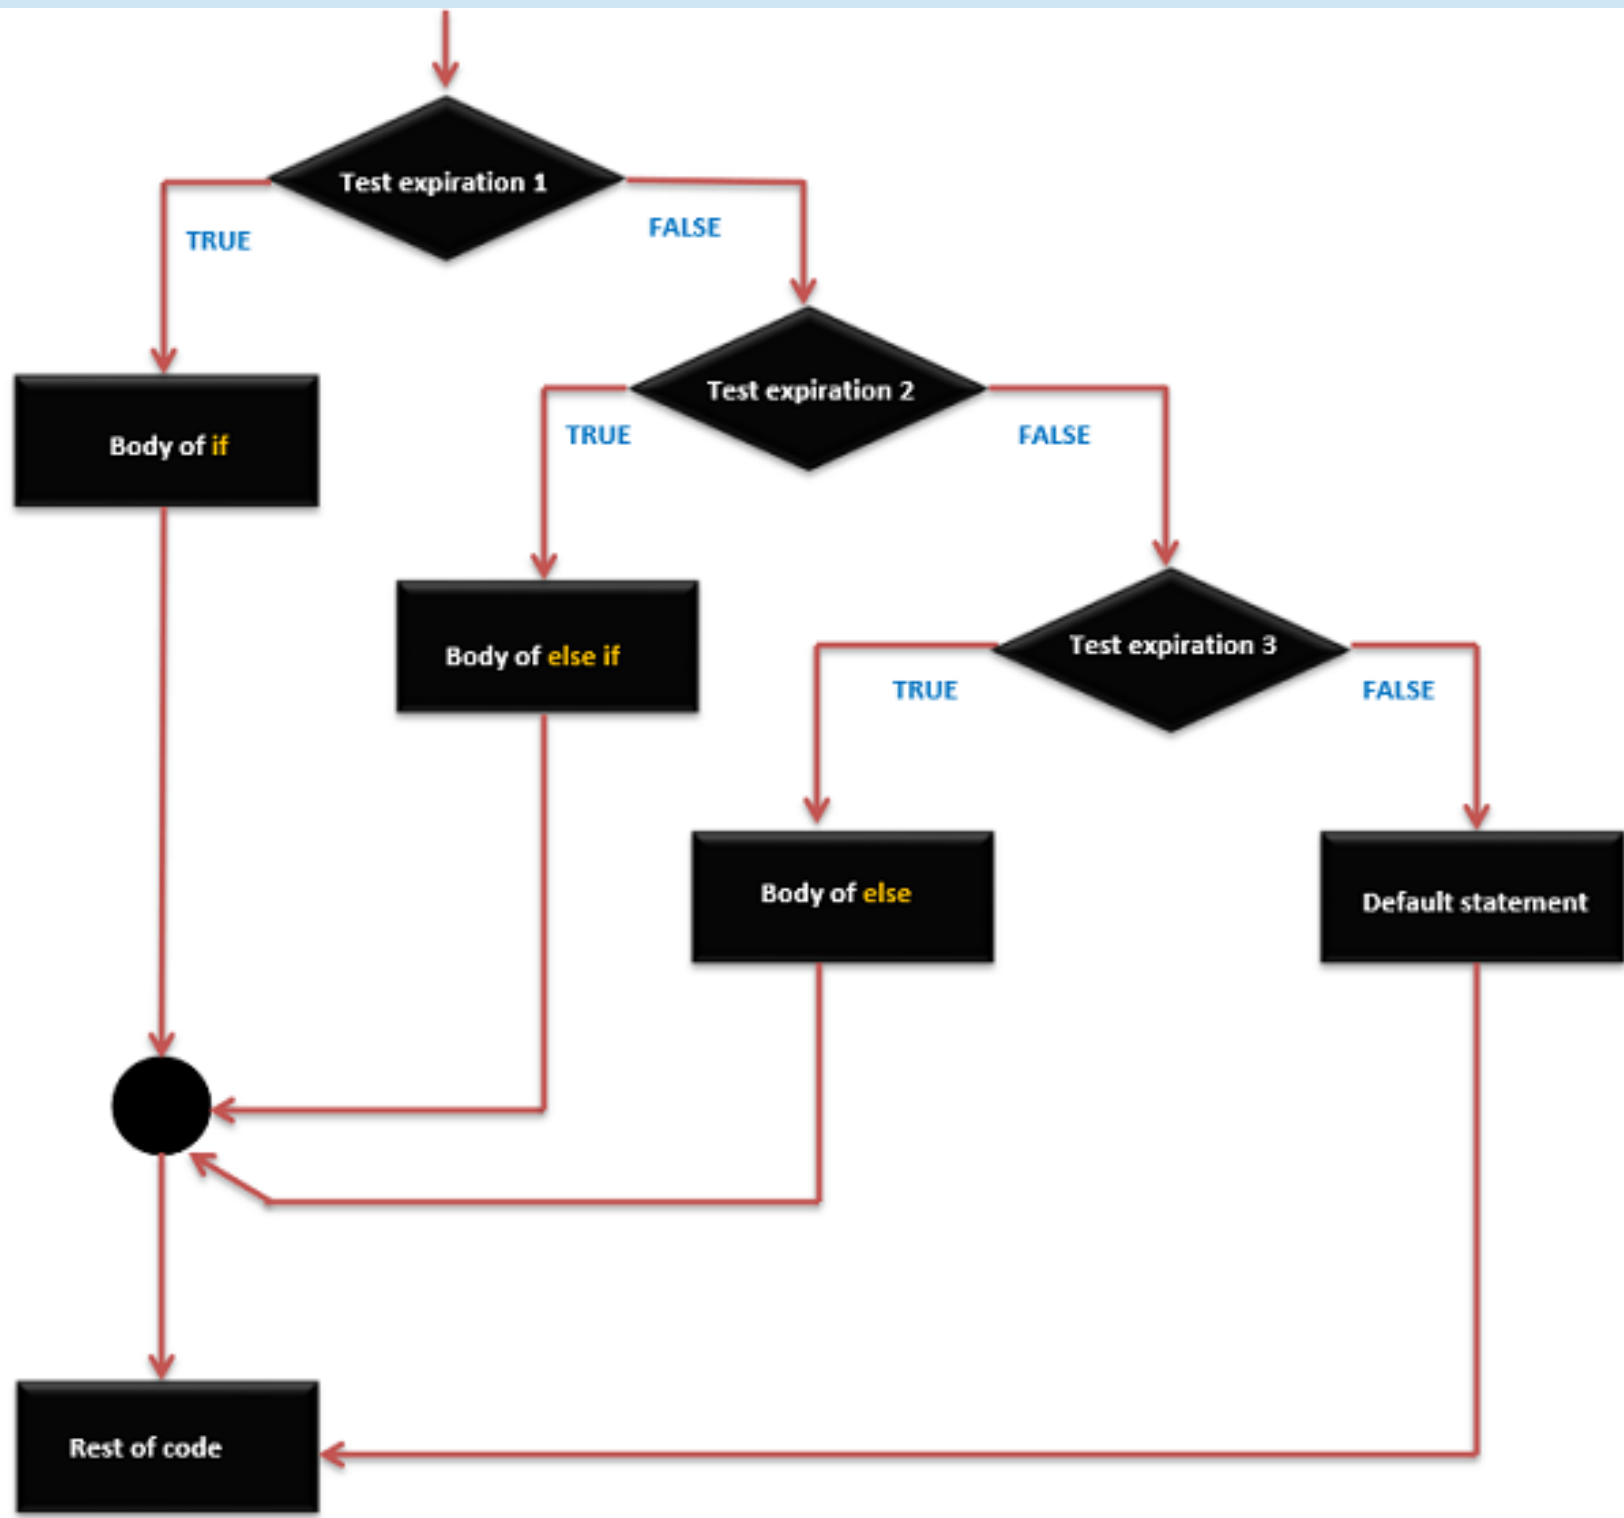 Test expiration 1
TRUE
FALSE
Test expiration 2
TRUE
FALSE
Body of if
Body of else if
Test expiration 3
TRUE
FALSE
Body of else
Default statement
Rest of code